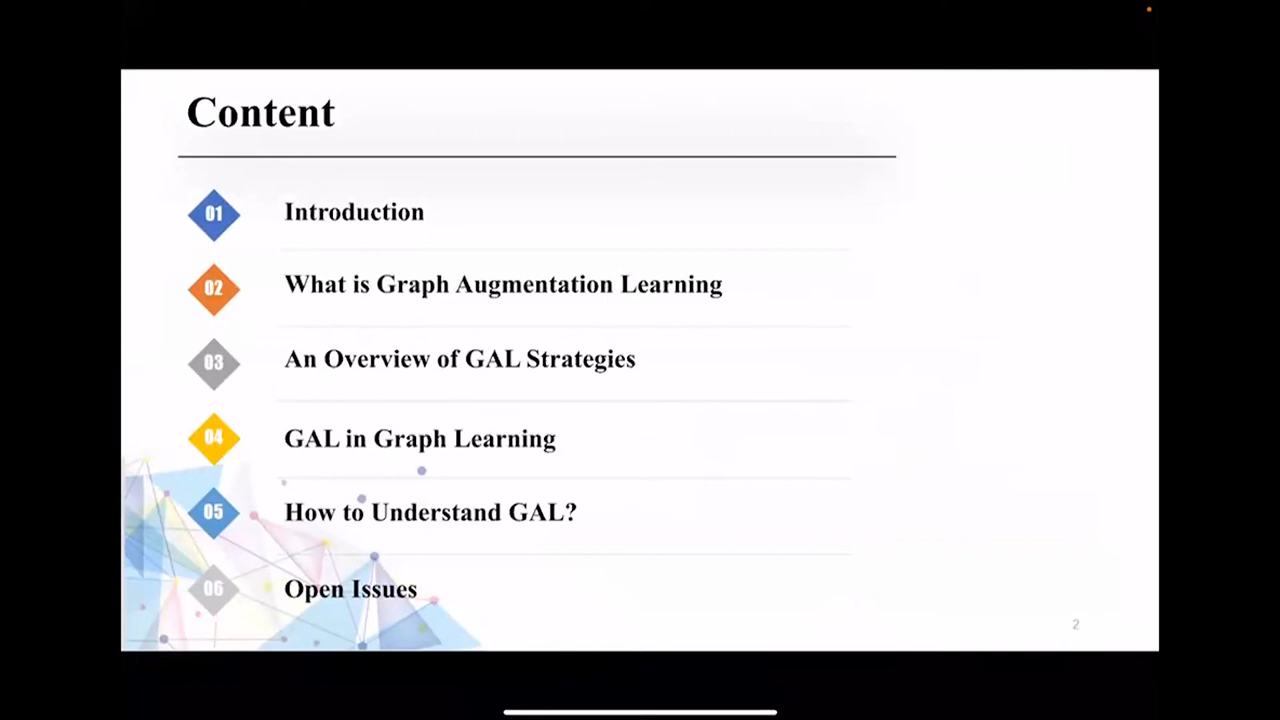 Content
01 Introduction
02 What is Graph Augmentation Learning
03 An Overview of GAL Strategies
04 GAL in Graph Learning
05 How to Understand GAL?
06 Open Issues
2